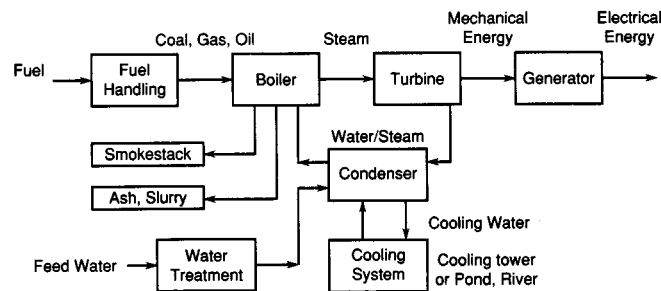 Mechanical
Energy
Electrical
Energy
Coal, Gas, Oil
Steam
Fuel
Fuel
Handling
Boiler
Turbine
Generator
Water/Steam
Smokestack
Condenser
Ash, Slurry
Cooling Water
Feed Water
Water
Treatment
Cooling
System
Cooling tower
or Pond, River